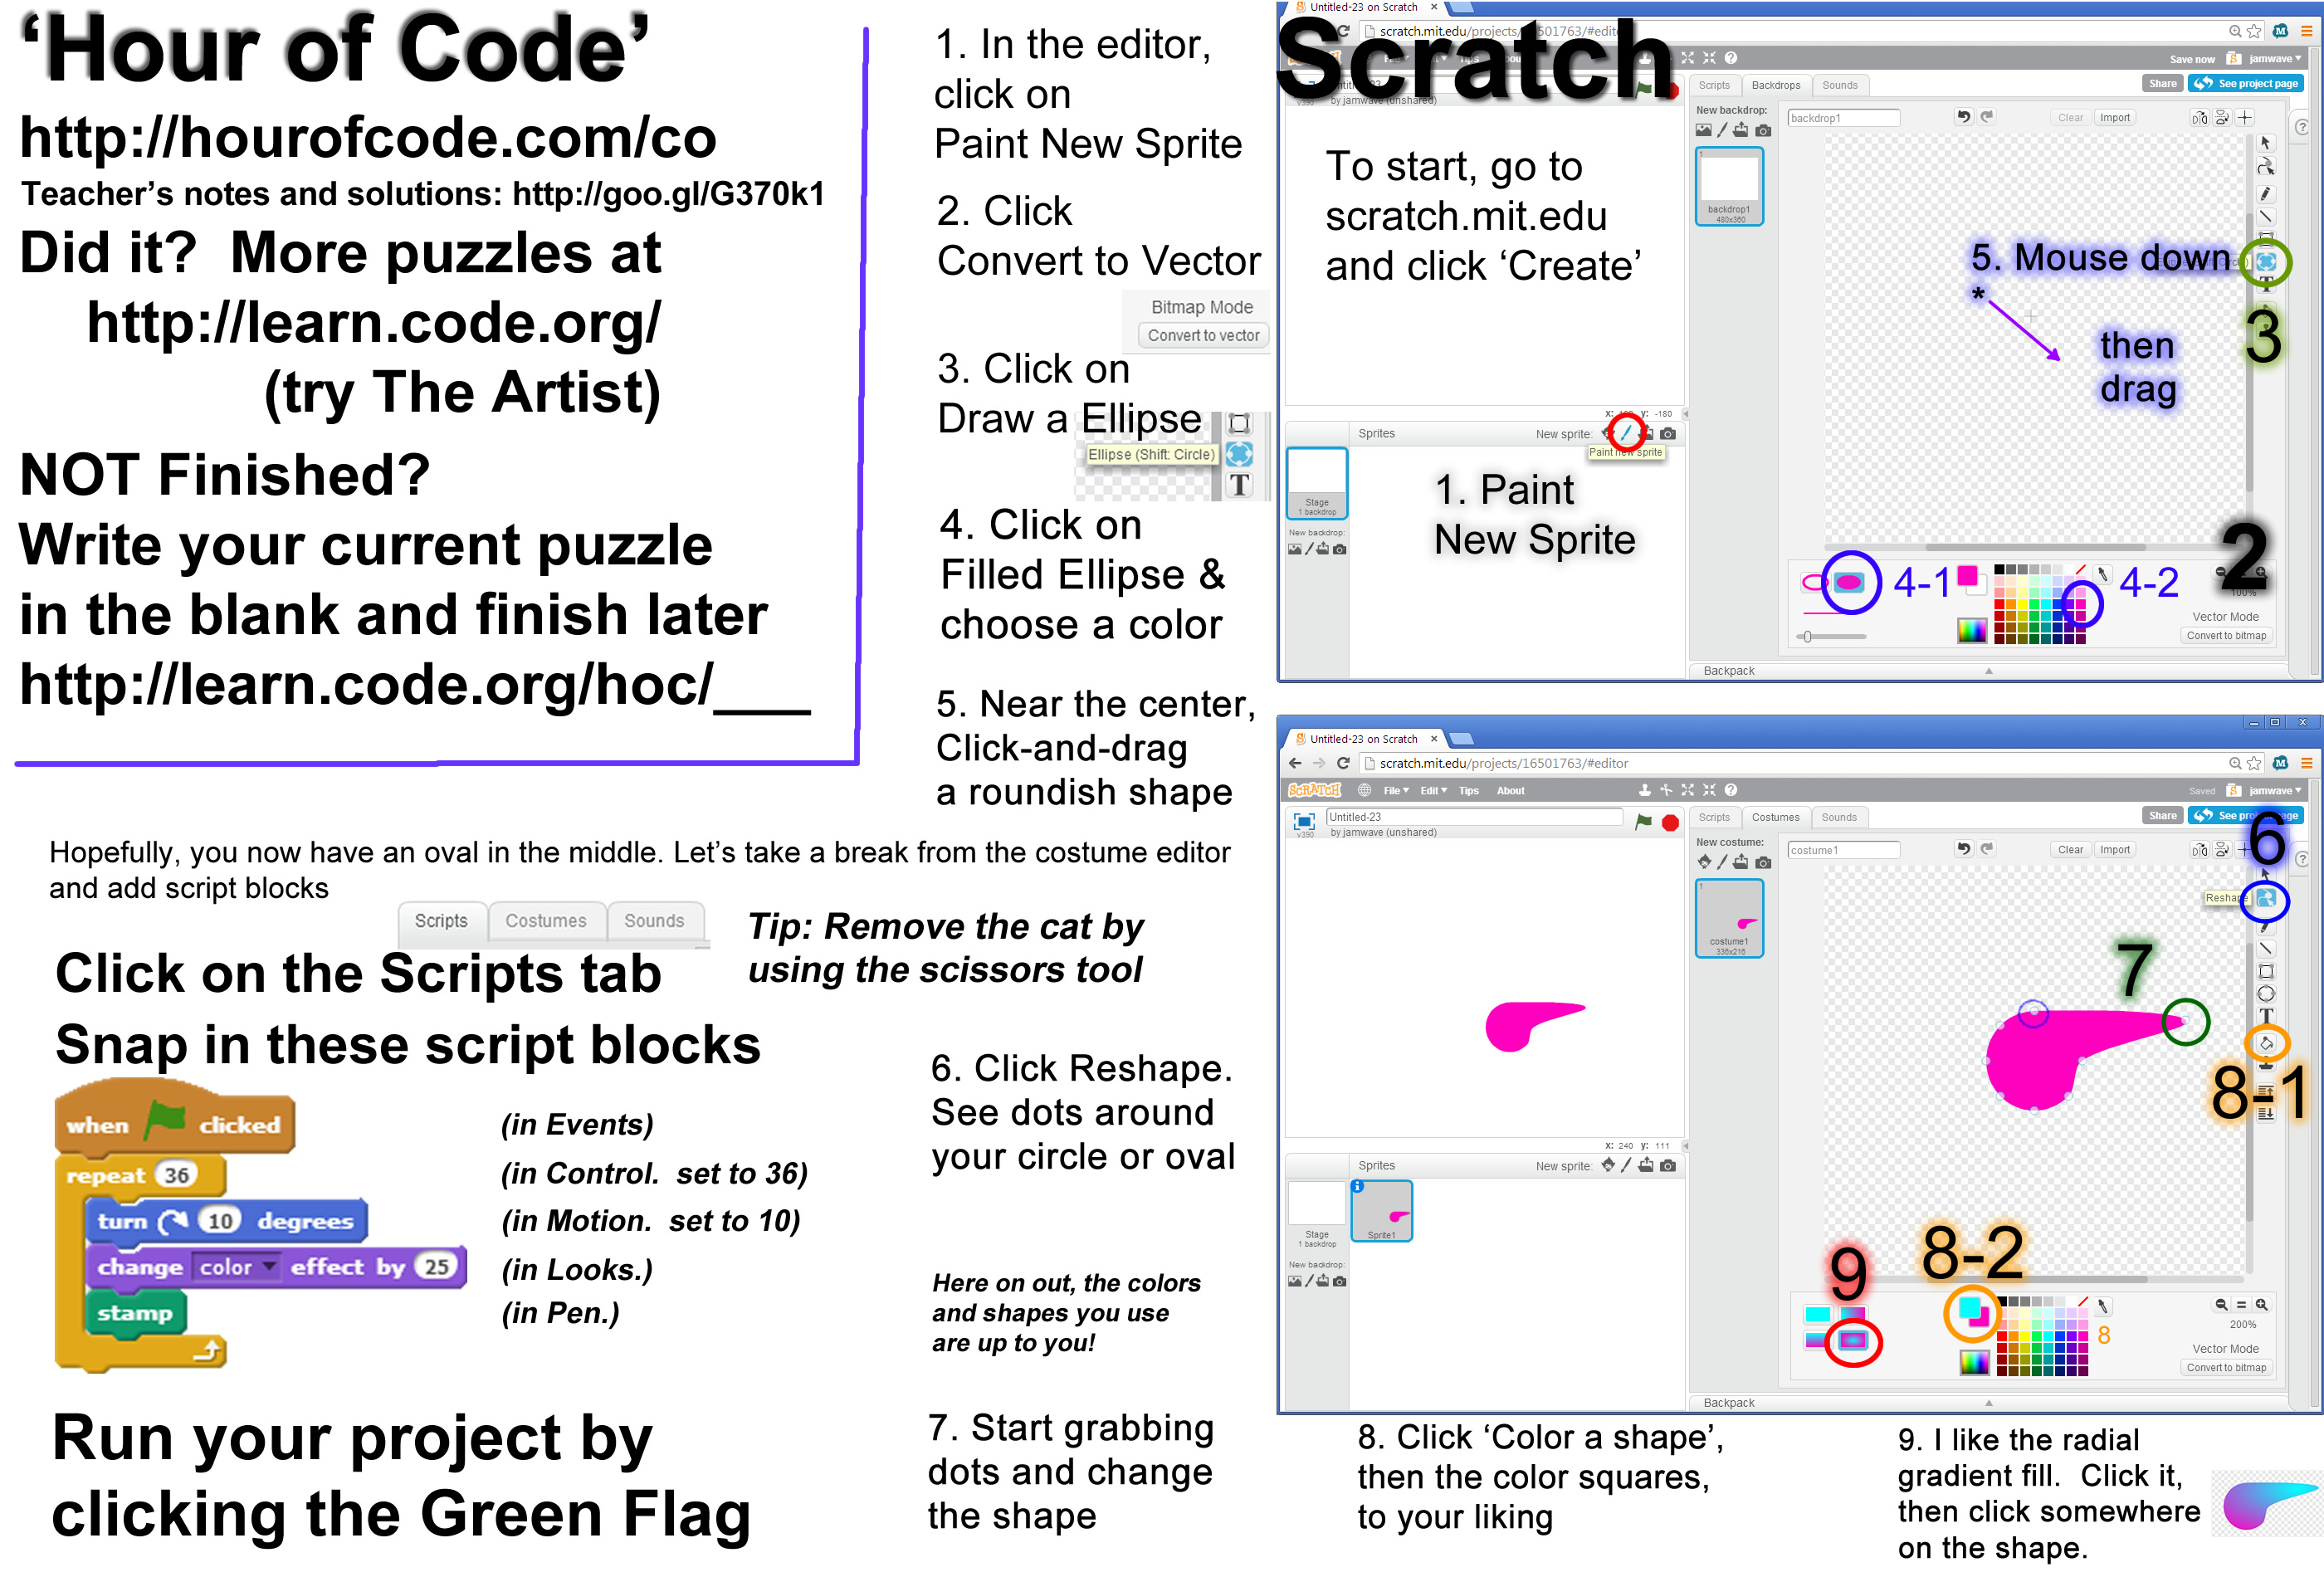 ‘Hour of Code’
http://hourofcode.com/co
Teacher’s notes and solutions: http://goo.gl/G370k1
Did it?  More puzzles at
http://learn.code.org/
(try The Artist)
NOT Finished?
Write your current puzzle
in the blank and finish later
http://learn.code.org/hoc/___
1. In the editor,
click on
Paint New Sprite
2. Click
Convert to Vector
Bitmap Mode
Convert to vector
3. Click on
Draw a Ellipse
Ellipse (Shift: Circle)
T
4. Click on
Filled Ellipse &
choose a color
5. Near the center,
Click-and-drag
a roundish shape
Scratch
Untitled-23 on Scratch
scratch.mit.edu/projects/
501763/#edit
Save now
jamwave
by jamwave (unshared)
Scripts
Backdrops
Sounds
Share
See project page
New backdrop:
backdrop1
Clear
Import
1
backdrop1
480x360
To start, go to
scratch.mit.edu
and click ‘Create’
5. Mouse down
*
then
drag
3
y: -180
Sprites
New sprite:
Paint new sprite
Stage
1 backdrop
New backdrop:
1. Paint
New Sprite
2
4-1
4-2
100%
Vector Mode
Convert to bitmap
Backpack
Untitled-23 on Scratch
scratch.mit.edu/projects/16501763/#editor
SCRATCH
File
Edit
Tips
About
Saved
jamwave
v390
Untitled-23
by jamwave (unshared)
Scripts
Costumes
Sounds
Share
See project page
6
New costume:
costume1
Clear
Import
1
costume1
336x216
Reshape
7
T
8-1
x: 240 y: 111
Sprites
New sprite:
Stage
1 backdrop
Sprite1
New backdrop:
9
8-2
8
200%
Vector Mode
Convert to bitmap
Backpack
Hopefully, you now have an oval in the middle. Let’s take a break from the costume editor
and add script blocks
Scripts
Costumes
Sounds
Click on the Scripts tab
Tip: Remove the cat by
using the scissors tool
Snap in these script blocks
when clicked
(in Events)
repeat 36
(in Control.  set to 36)
turn 10 degrees
(in Motion.  set to 10)
change color effect by 25
(in Looks.)
stamp
(in Pen.)
Run your project by
clicking the Green Flag
6. Click Reshape.
See dots around
your circle or oval
Here on out, the colors
and shapes you use
are up to you!
7. Start grabbing
dots and change
the shape
8. Click ‘Color a shape’,
then the color squares,
to your liking
9. I like the radial
gradient fill.  Click it,
then click somewhere
on the shape.